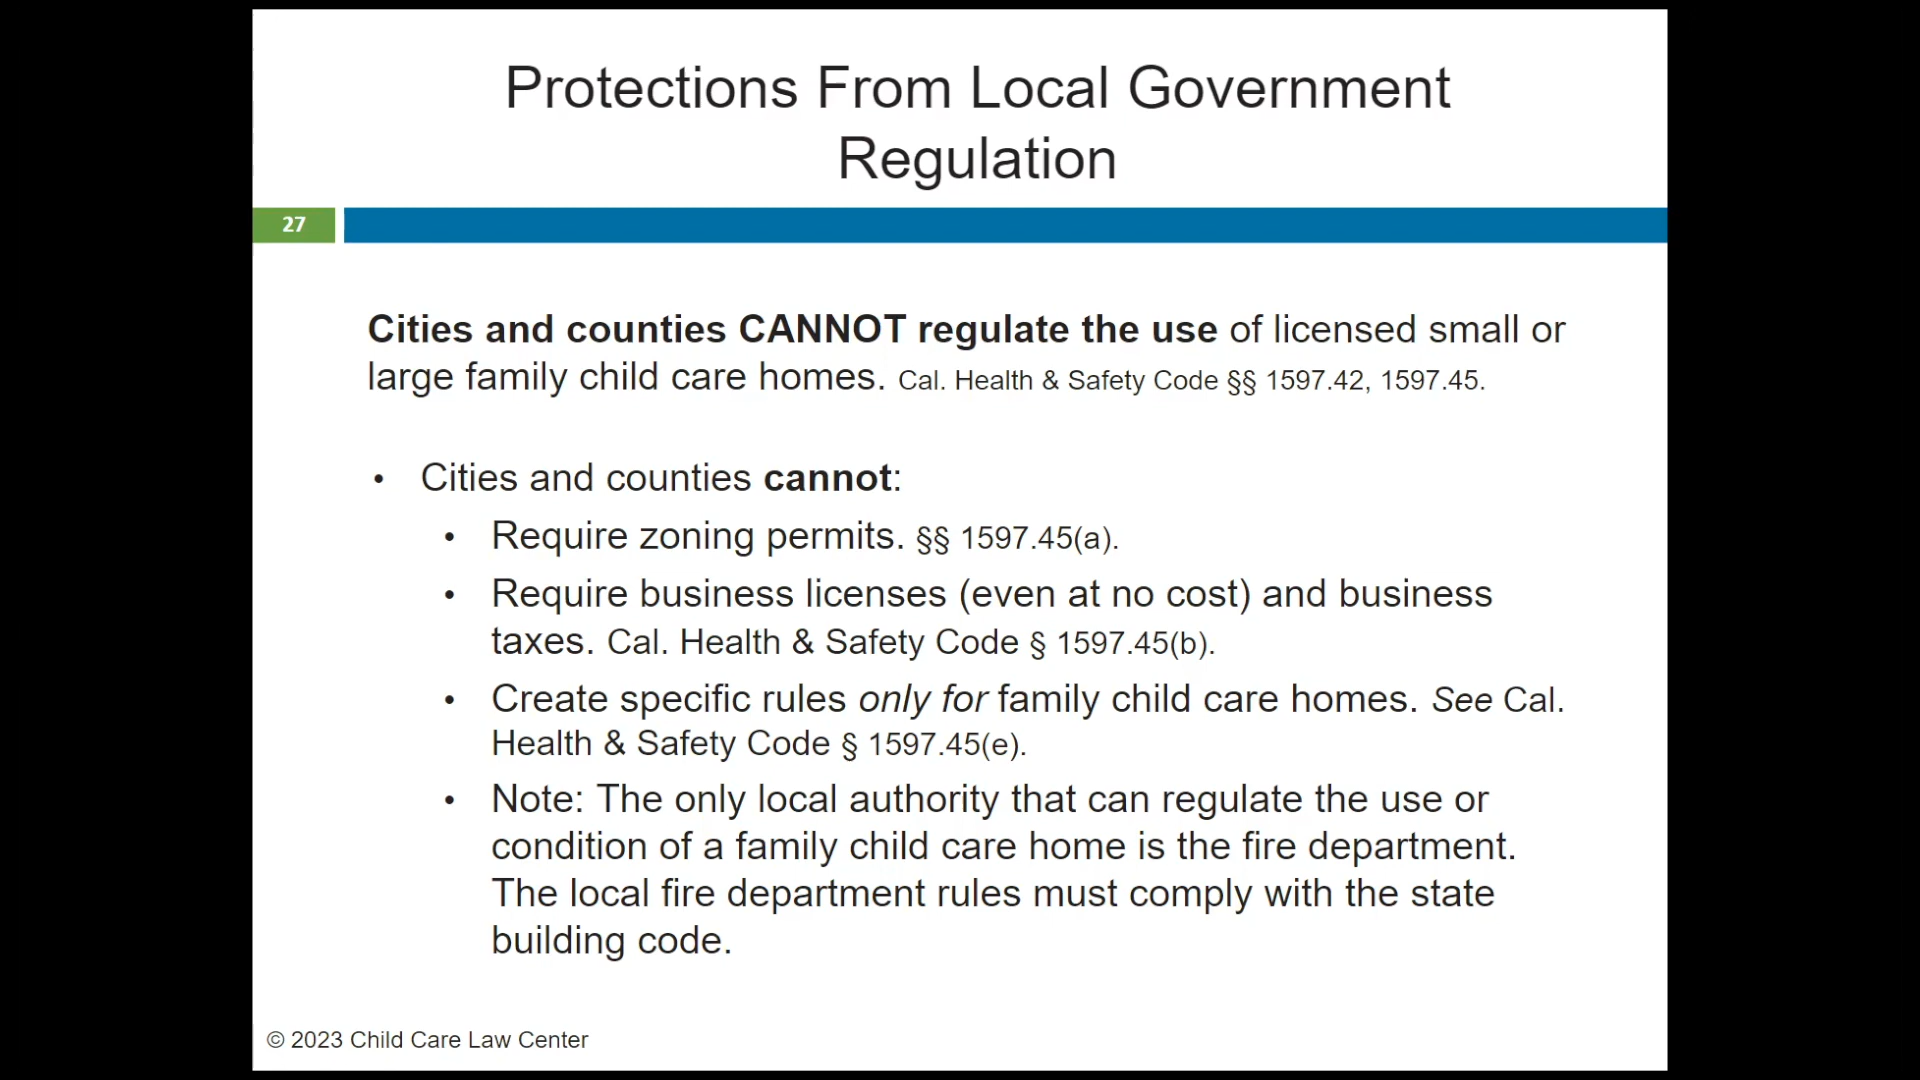 Protections From Local Government
Regulation
27
Cities and counties CANNOT regulate the use of licensed small or
large family child care homes. Cal. Health & Safety Code §§ 1597.42, 1597.45.
• Cities and counties cannot:
• Require zoning permits. §§ 1597.45(a).
• Require business licenses (even at no cost) and business
taxes. Cal. Health & Safety Code § 1597.45(b).
• Create specific rules only for family child care homes. See Cal.
Health & Safety Code § 1597.45(e).
• Note: The only local authority that can regulate the use or
condition of a family child care home is the fire department.
The local fire department rules must comply with the state
building code.
© 2023 Child Care Law Center